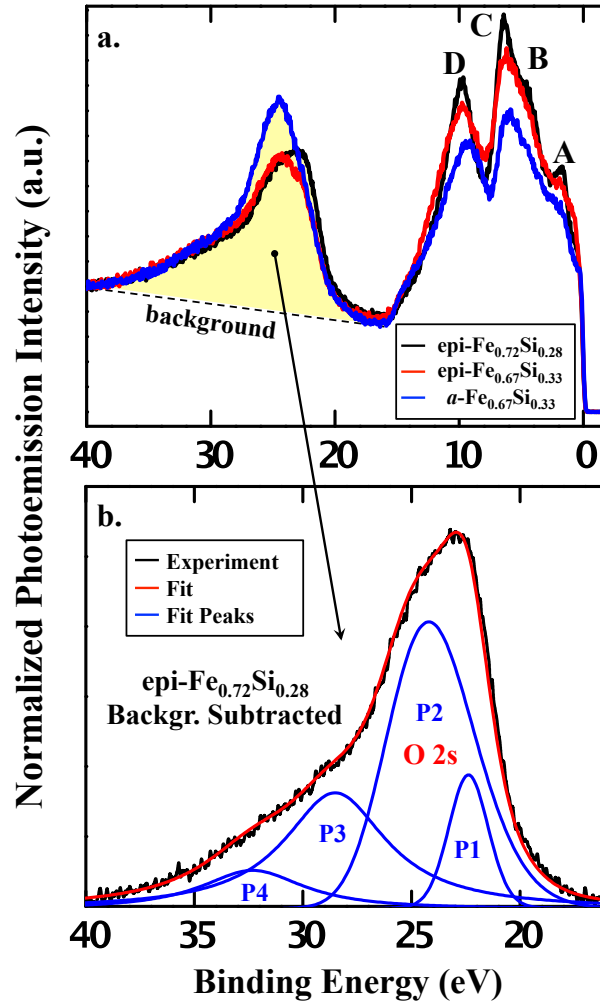 Normalized Photoemission Intensity (a.u.)
a.
C
B
D
A
background
epi-Fe₀.₇₂Si₀.₂₈
epi-Fe₀.₆₇Si₀.₃₃
a-Fe₀.₆₇Si₀.₃₃
40 30 20 10 0
b.
Experiment
Fit
Fit Peaks
epi-Fe₀.₇₂Si₀.₂₈
Backgr. Subtracted
P2
O 2s
P3
P1
P4
40 35 30 25 20
Binding Energy (eV)